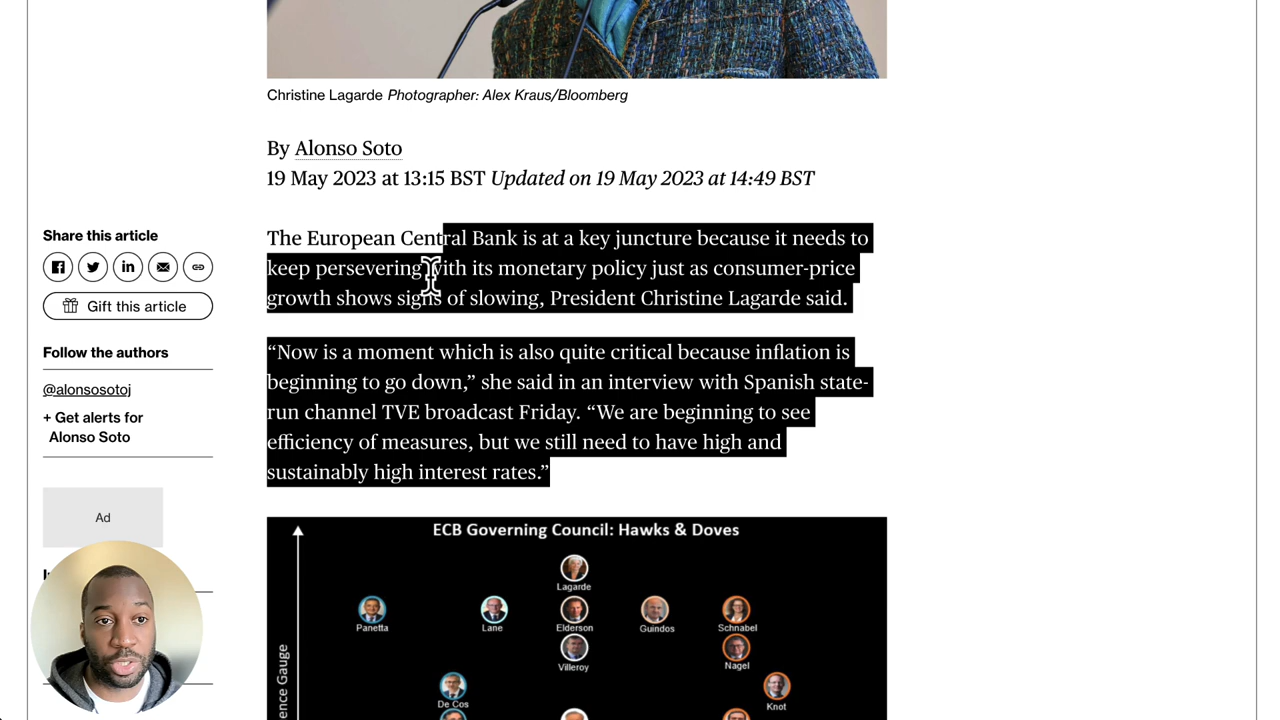 Christine Lagarde Photographer: Alex Kraus/Bloomberg
By Alonso Soto
19 May 2023 at 13:15 BST Updated on 19 May 2023 at 14:49 BST
Share this article
Gift this article
Follow the authors
@alonsosotoj
+ Get alerts for
Alonso Soto
Ad
The European Central Bank is at a key juncture because it needs to
keep persevering with its monetary policy just as consumer-price
growth shows signs of slowing, President Christine Lagarde said.
“Now is a moment which is also quite critical because inflation is
beginning to go down,” she said in an interview with Spanish state-
run channel TVE broadcast Friday. “We are beginning to see
efficiency of measures, but we still need to have high and
sustainably high interest rates.”
ECB Governing Council: Hawks & Doves
Lagarde
Panetta
Lane
Elderson
Guindos
Schnabel
Villeroy
Nagel
De Cos
Knot
Gauge